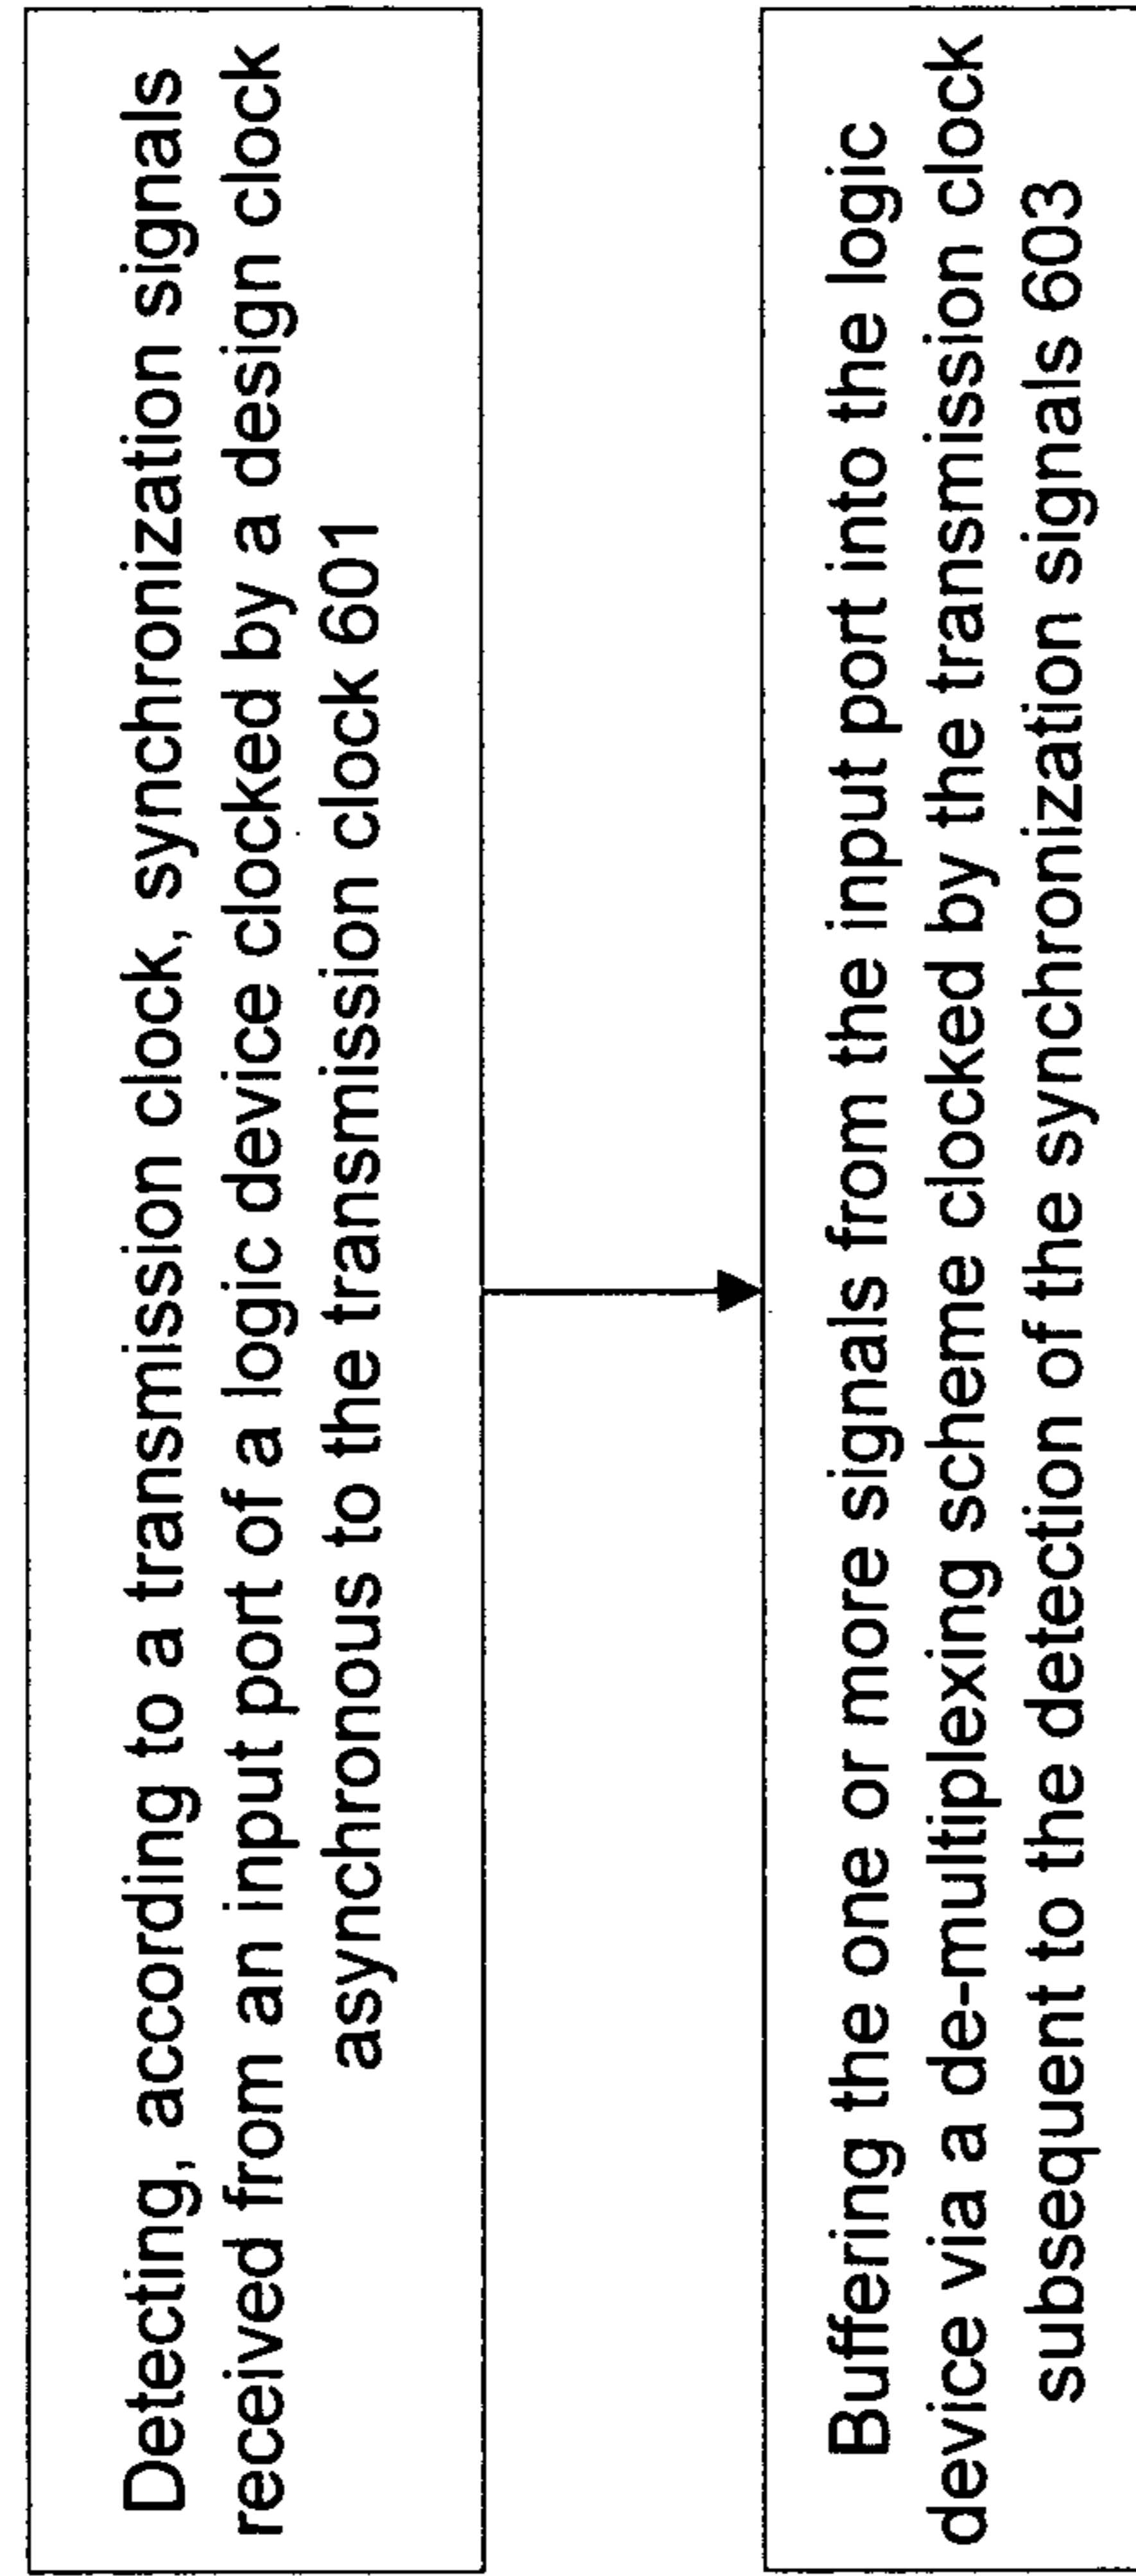 Detecting, according to a transmission clock, synchronization signals
received from an input port of a logic device clocked by a design clock
asynchronous to the transmission clock 601
Buffering the one or more signals from the input port into the logic
device via a de-multiplexing scheme clocked by the transmission clock
subsequent to the detection of the synchronization signals 603